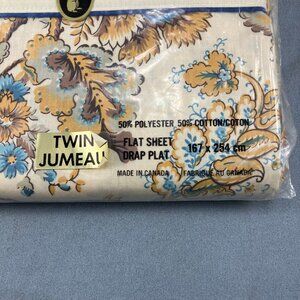 50% POLYESTER 50% COTTON/COTON
TWIN
JUMEAU
FLAT SHEET
DRAP PLAT
167 x 254 cm
MADE IN CANADA FABRIQUÉ AU CANADA